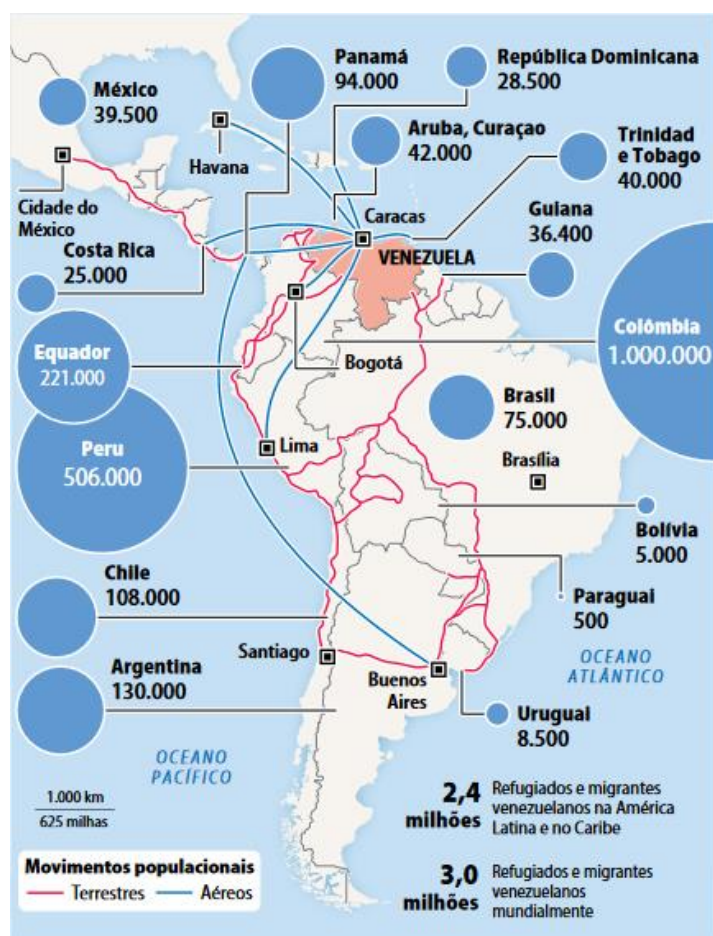 México
39.500
Panamá
94.000
República Dominicana
28.500
Havana
Aruba, Curaçao
42.000
Trinidad
e Tobago
40.000
Cidade do
México
Caracas
VENEZUELA
Guiana
36.400
Costa Rica
25.000
Colômbia
1.000.000
Equador
221.000
Bogotá
Peru
506.000
Lima
Brasil
75.000
Brasília
Bolívia
5.000
Chile
108.000
Paraguai
500
Santiago
Argentina
130.000
Buenos
Aires
OCEANO
ATLÂNTICO
Uruguai
8.500
OCEANO
PACÍFICO
1.000 km
625 milhas
2,4
milhões
Refugiados e migrantes
venezuelanos na América
Latina e no Caribe
3,0
milhões
Refugiados e migrantes
venezuelanos
mundialmente
Movimentos populacionais
Terrestres
Aéreos